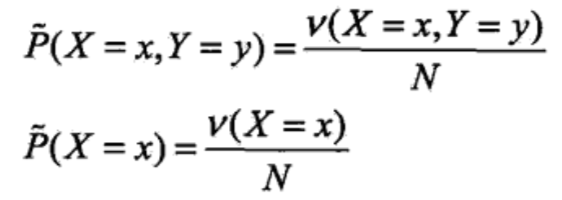 P̃(X = x, Y = y) = ν(X = x, Y = y) / N
P̃(X = x) = ν(X = x) / N